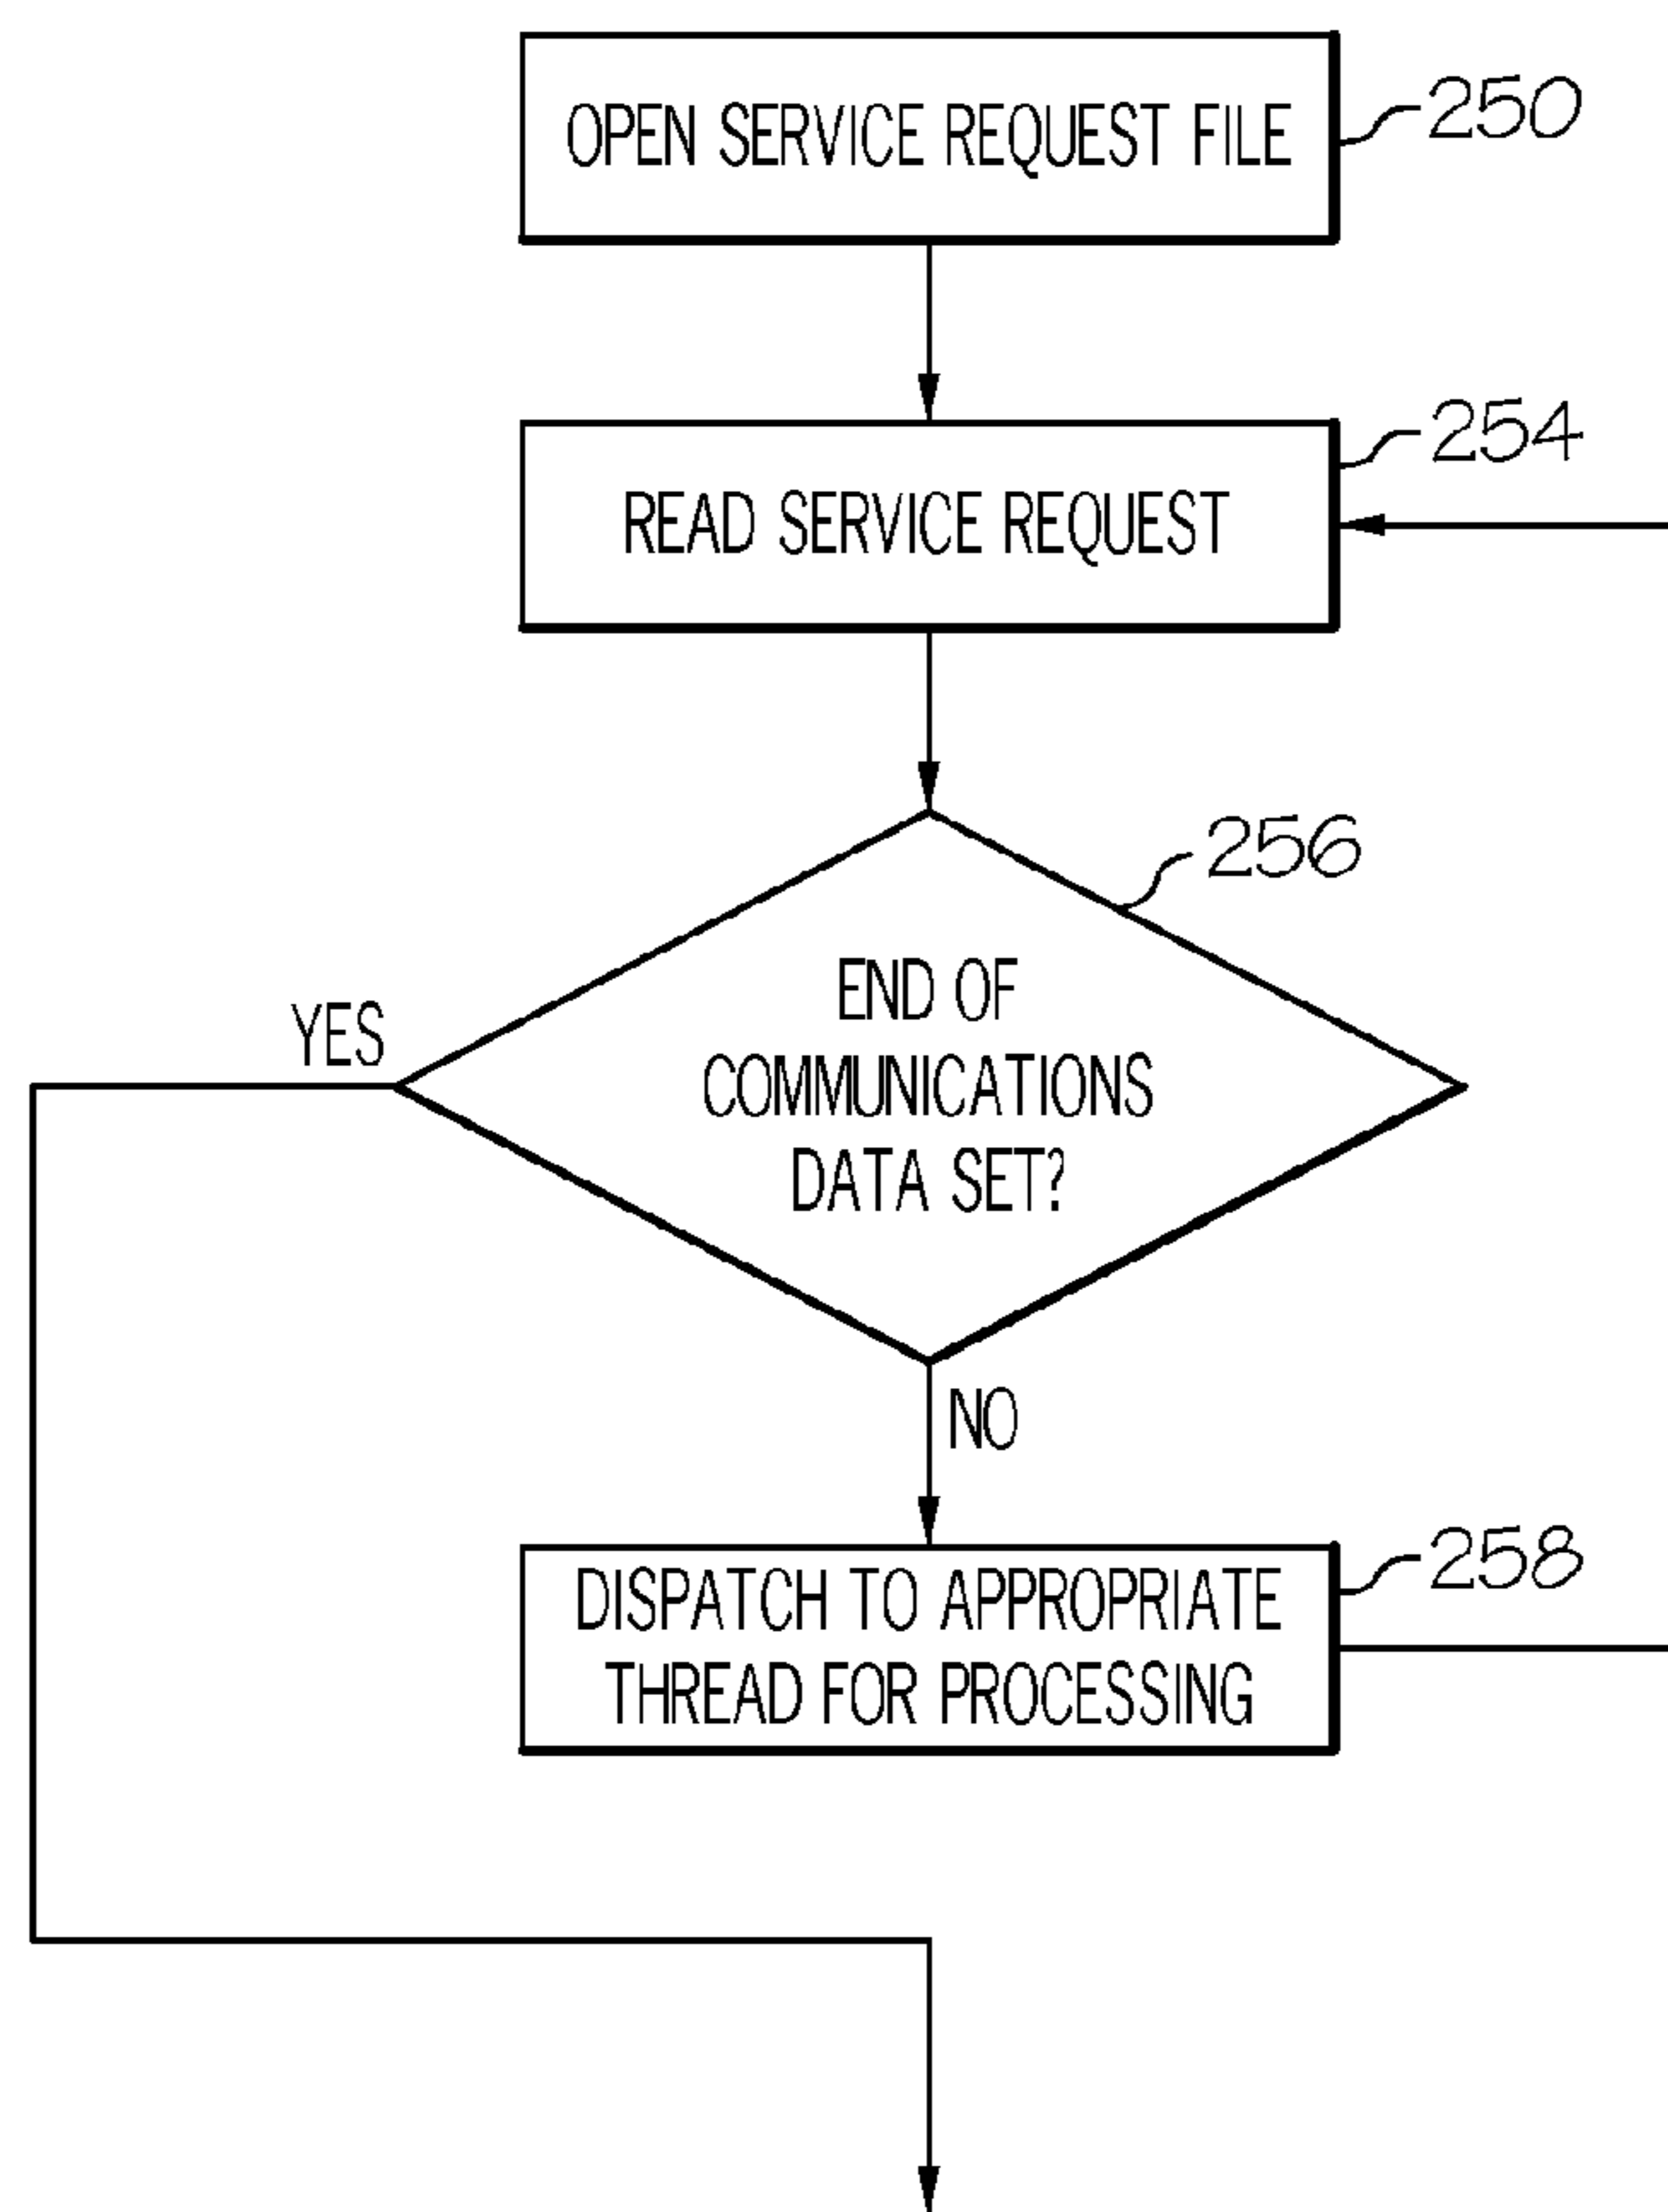 OPEN SERVICE REQUEST FILE
250
READ SERVICE REQUEST
254
256
END OF
COMMUNICATIONS
DATA SET?
YES
NO
DISPATCH TO APPROPRIATE
THREAD FOR PROCESSING
258